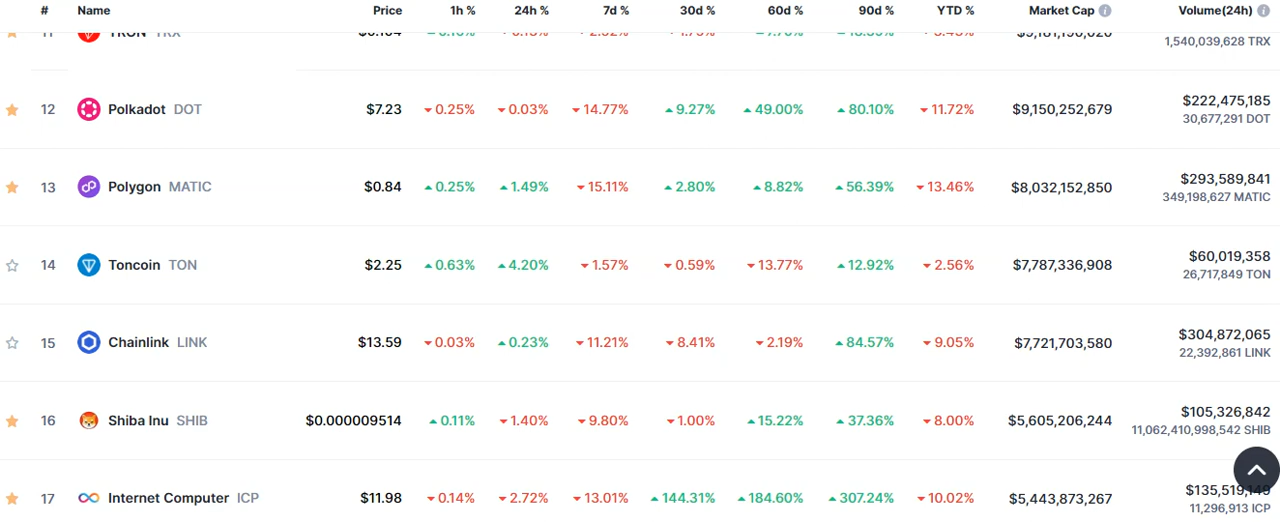 # Name Price 1h % 24h % 7d % 30d % 60d % 90d % YTD % Market Cap Volume(24h)
11 TRON TRX
1,540,039,628 TRX
12 Polkadot DOT $7.23 0.25% 0.03% 14.77% 9.27% 49.00% 80.10% 11.72% $9,150,252,679 $222,475,185
30,677,291 DOT
13 Polygon MATIC $0.84 0.25% 1.49% 15.11% 2.80% 8.82% 56.39% 13.46% $8,032,152,850 $293,589,841
349,198,627 MATIC
14 Toncoin TON $2.25 0.63% 4.20% 1.57% 0.59% 13.77% 12.92% 2.56% $7,787,336,908 $60,019,358
26,717,849 TON
15 Chainlink LINK $13.59 0.03% 0.23% 11.21% 8.41% 2.19% 84.57% 9.05% $7,721,703,580 $304,872,065
22,392,861 LINK
16 Shiba Inu SHIB $0.000009514 0.11% 1.40% 9.80% 1.00% 15.22% 37.36% 8.00% $5,605,206,244 $105,326,842
11,062,410,998,542 SHIB
17 Internet Computer ICP $11.98 0.14% 2.72% 13.01% 144.31% 184.60% 307.24% 10.02% $5,443,873,267 $135,519,149
11,296,913 ICP